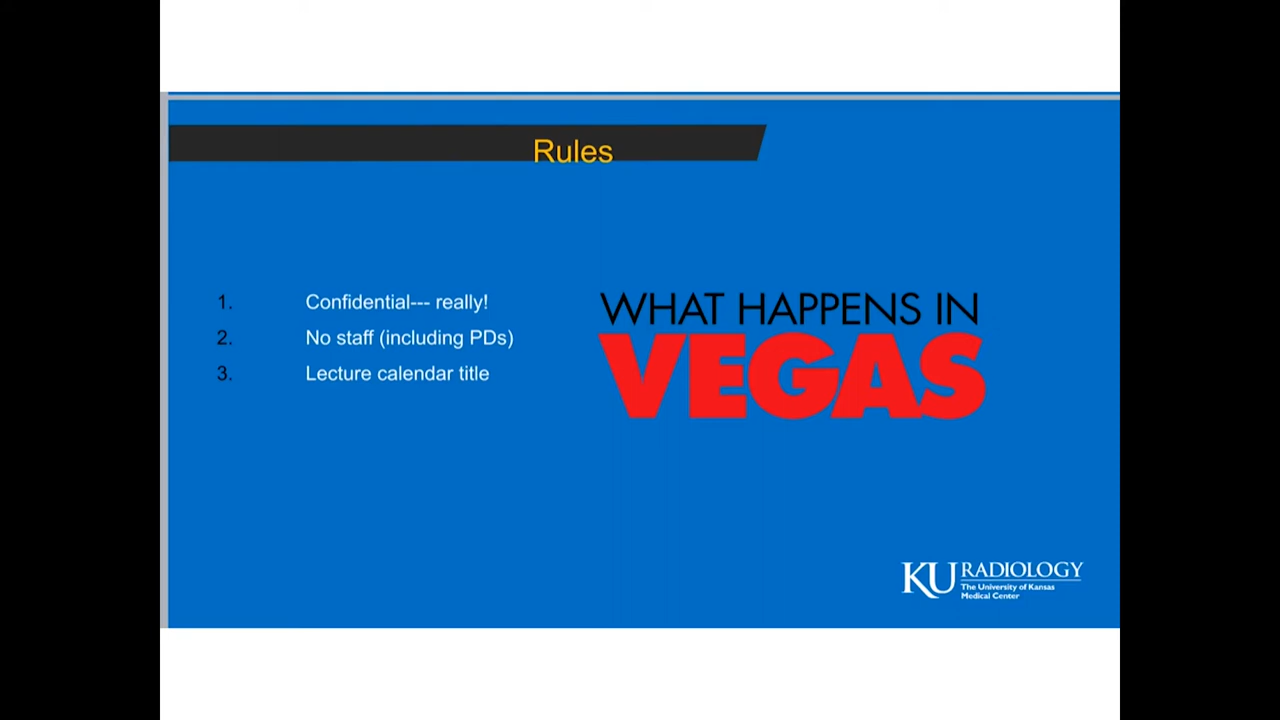 Rules
1. Confidential--- really!
2. No staff (including PDs)
3. Lecture calendar title
WHAT HAPPENS IN
VEGAS
KU RADIOLOGY
The University of Kansas
Medical Center